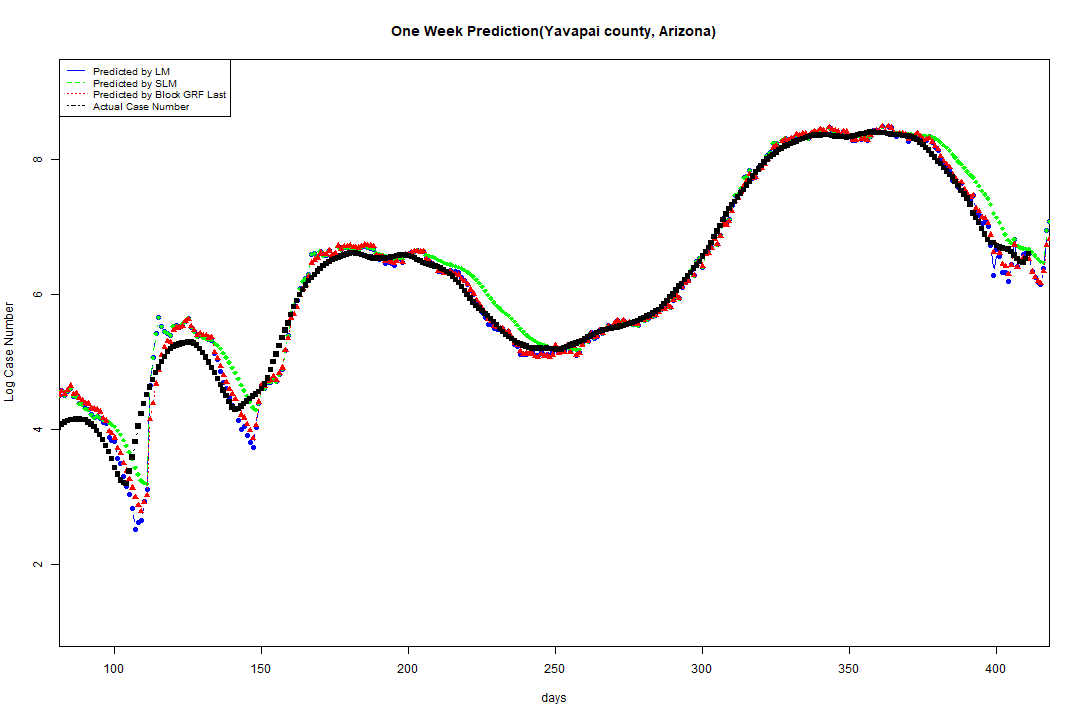 One Week Prediction(Yavapai county, Arizona)
Predicted by LM
Predicted by SLM
Predicted by Block GRF Last
Actual Case Number
8
6
4
2
Log Case Number
100 150 200 250 300 350 400
days